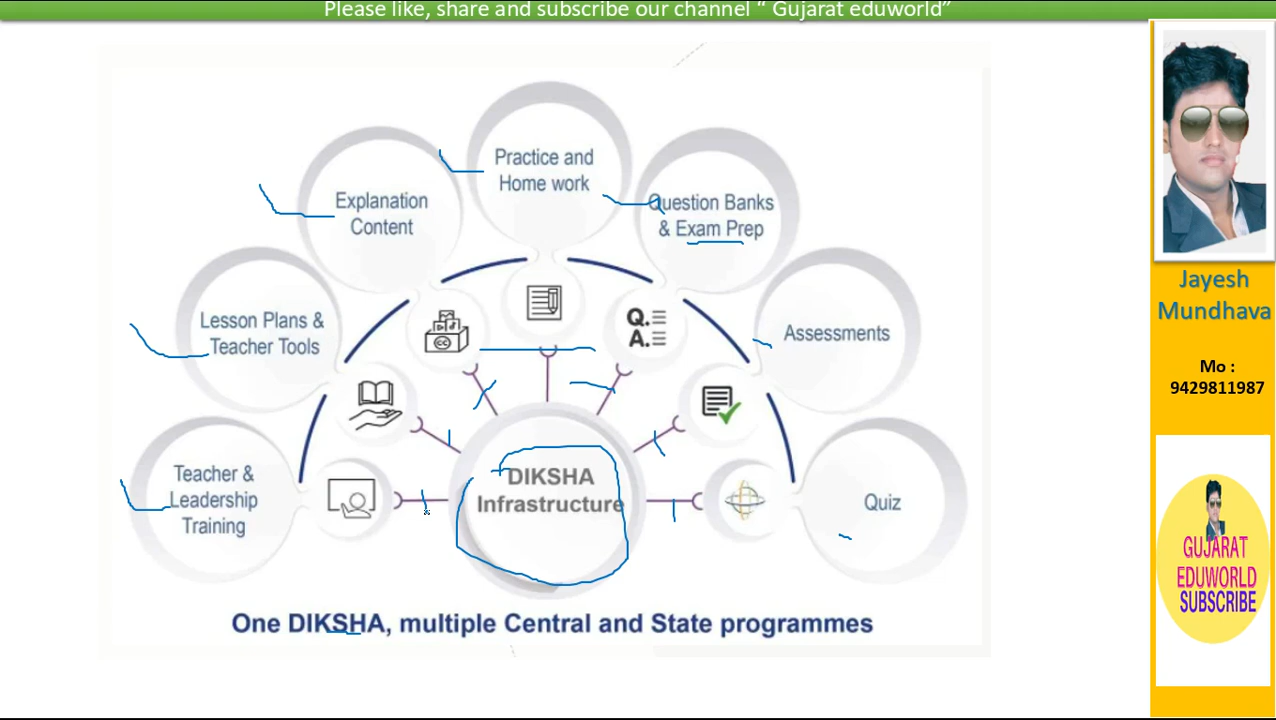 Please like, share and subscribe our channel “ Gujarat eduworld”
Practice and
Home work
Explanation
Content
Question Banks
& Exam Prep
Lesson Plans &
Teacher Tools
Assessments
Q.
A.
CC
Teacher &
Leadership
Training
DIKSHA
Infrastructure
Quiz
One DIKSHA, multiple Central and State programmes
Jayesh
Mundhava
Mo :
9429811987
GUJARAT
EDUWORLD
SUBSCRIBE